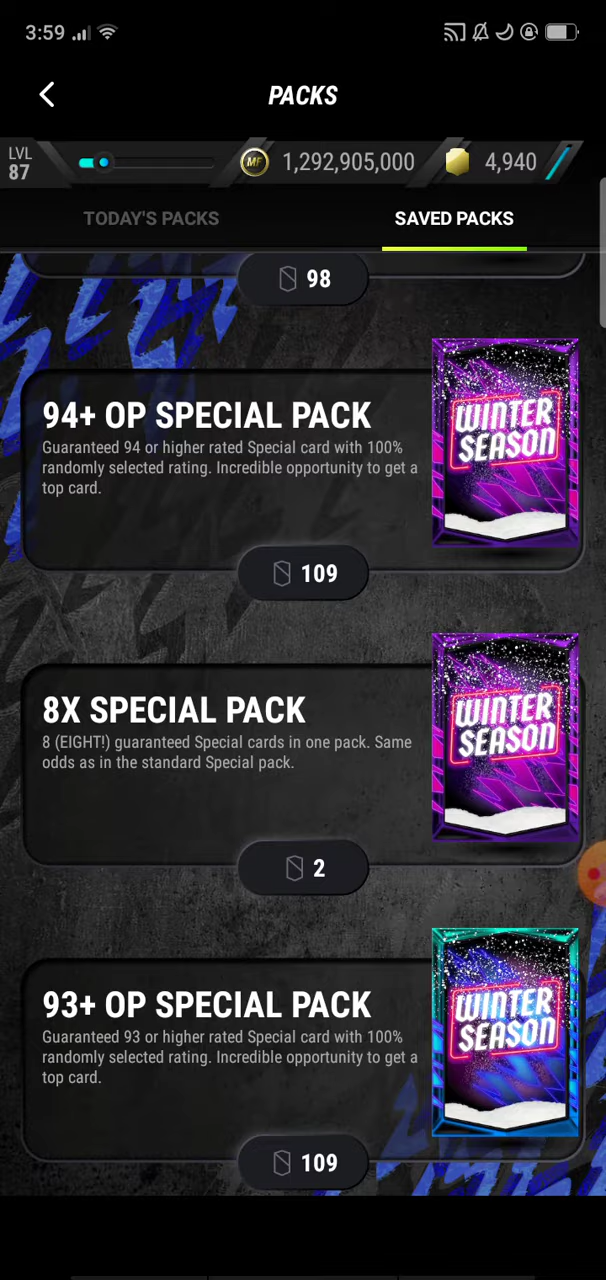 3:59
PACKS
LVL
87
MF
1,292,905,000
4,940
TODAY'S PACKS
SAVED PACKS
98
94+ OP SPECIAL PACK
Guaranteed 94 or higher rated Special card with 100%
randomly selected rating. Incredible opportunity to get a
top card.
WINTER
SEASON
109
8X SPECIAL PACK
8 (EIGHT!) guaranteed Special cards in one pack. Same
odds as in the standard Special pack.
WINTER
SEASON
2
93+ OP SPECIAL PACK
Guaranteed 93 or higher rated Special card with 100%
randomly selected rating. Incredible opportunity to get a
top card.
WINTER
SEASON
109